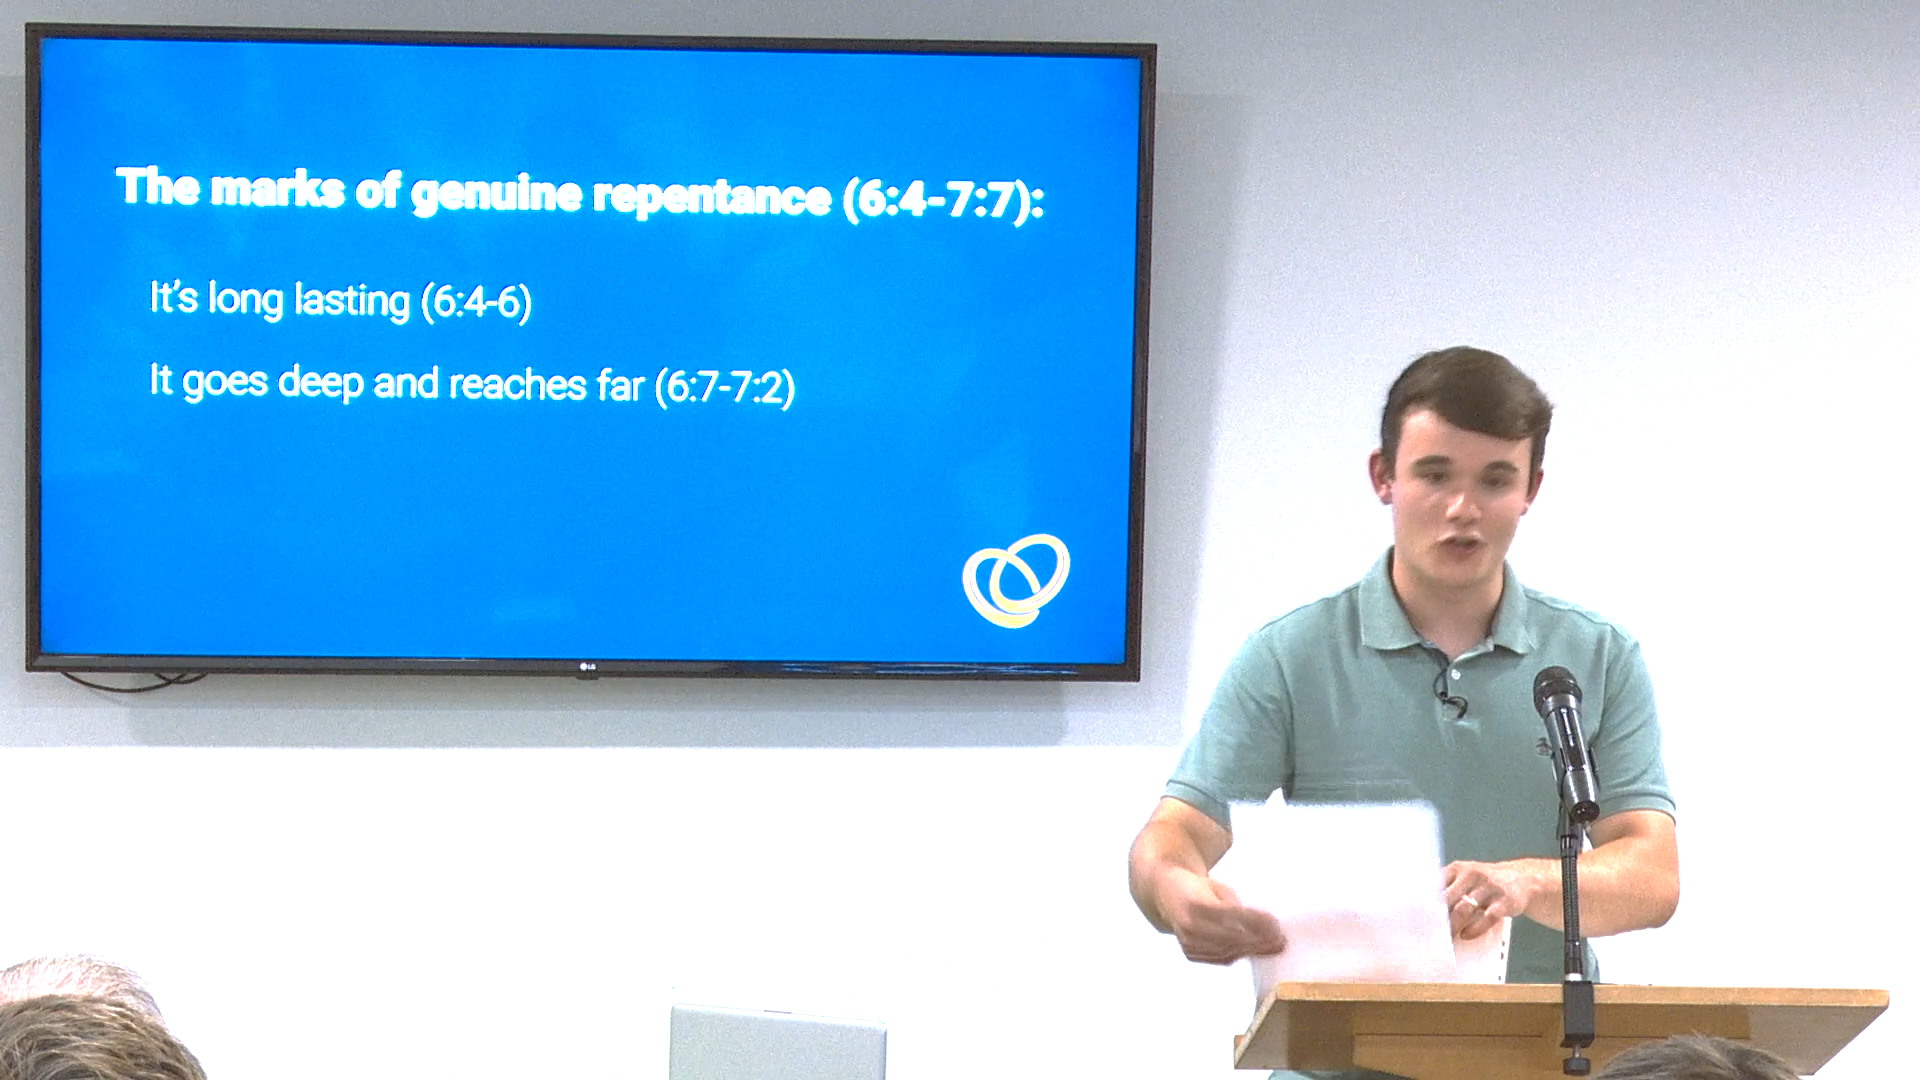 The marks of genuine repentance (6:4-7:7):
It's long lasting (6:4-6)
It goes deep and reaches far (6:7-7:2)
LG